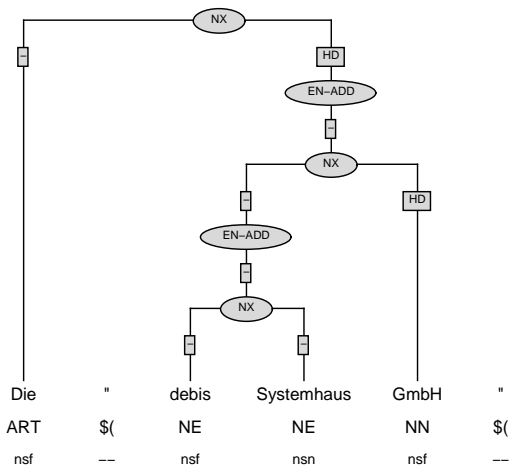 NX
– HD
EN–ADD
–
NX
– HD
EN–ADD
–
NX
– –
Die " debis Systemhaus GmbH "
ART $( NE NE NN $(
nsf –– nsf nsn nsf ––